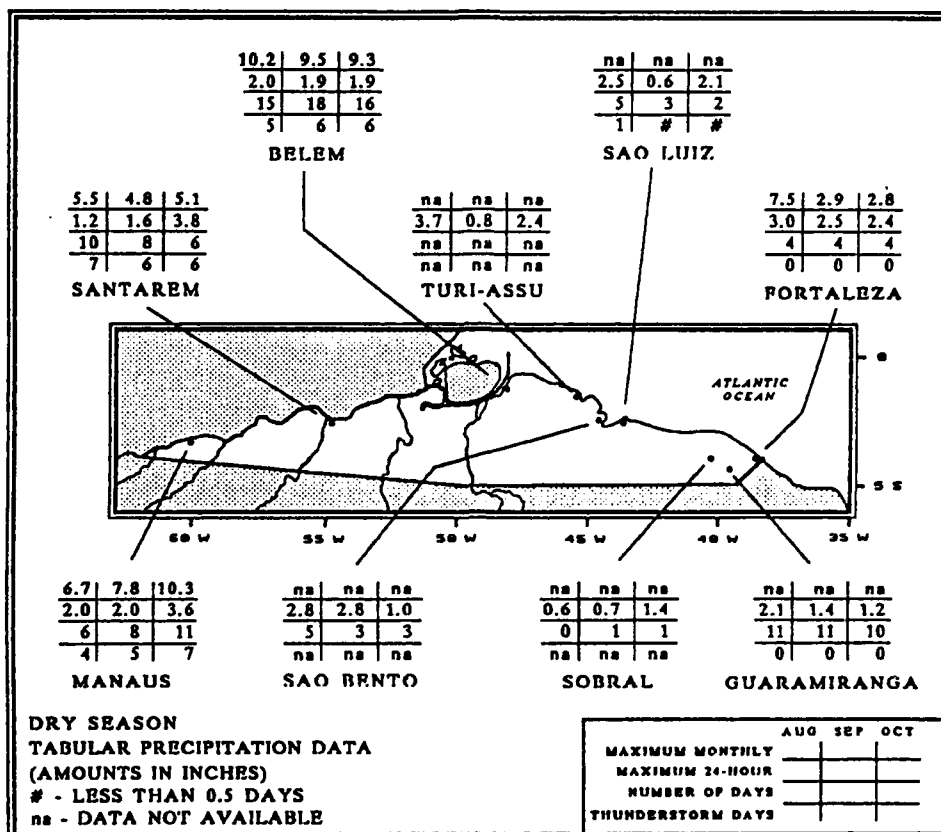 10.2 9.5 9.3
2.0 1.9 1.9
15 18 16
5 6 6
BELEM
na na na
2.5 0.6 2.1
5 3 2
1 # #
SAO LUIZ
5.5 4.8 5.1
1.2 1.6 3.8
10 8 6
7 6 6
SANTAREM
na na na
3.7 0.8 2.4
na na na
na na na
TURI-ASSU
7.5 2.9 2.8
3.0 2.5 2.4
4 4 4
0 0 0
FORTALEZA
ATLANTIC
OCEAN
0
5 S
60 W 55 W 50 W 45 W 40 W 35 W
6.7 7.8 10.3
2.0 2.0 3.6
6 8 11
4 5 7
MANAUS
na na na
2.8 2.8 1.0
5 3 3
na na na
SAO BENTO
na na na
0.6 0.7 1.4
0 1 1
na na na
SOBRAL
na na na
2.1 1.4 1.2
11 11 10
0 0 0
GUARAMIRANGA
DRY SEASON
TABULAR PRECIPITATION DATA
(AMOUNTS IN INCHES)
# - LESS THAN 0.5 DAYS
na - DATA NOT AVAILABLE
AUG SEP OCT
MAXIMUM MONTHLY
MAXIMUM 24-HOUR
NUMBER OF DAYS
THUNDERSTORM DAYS